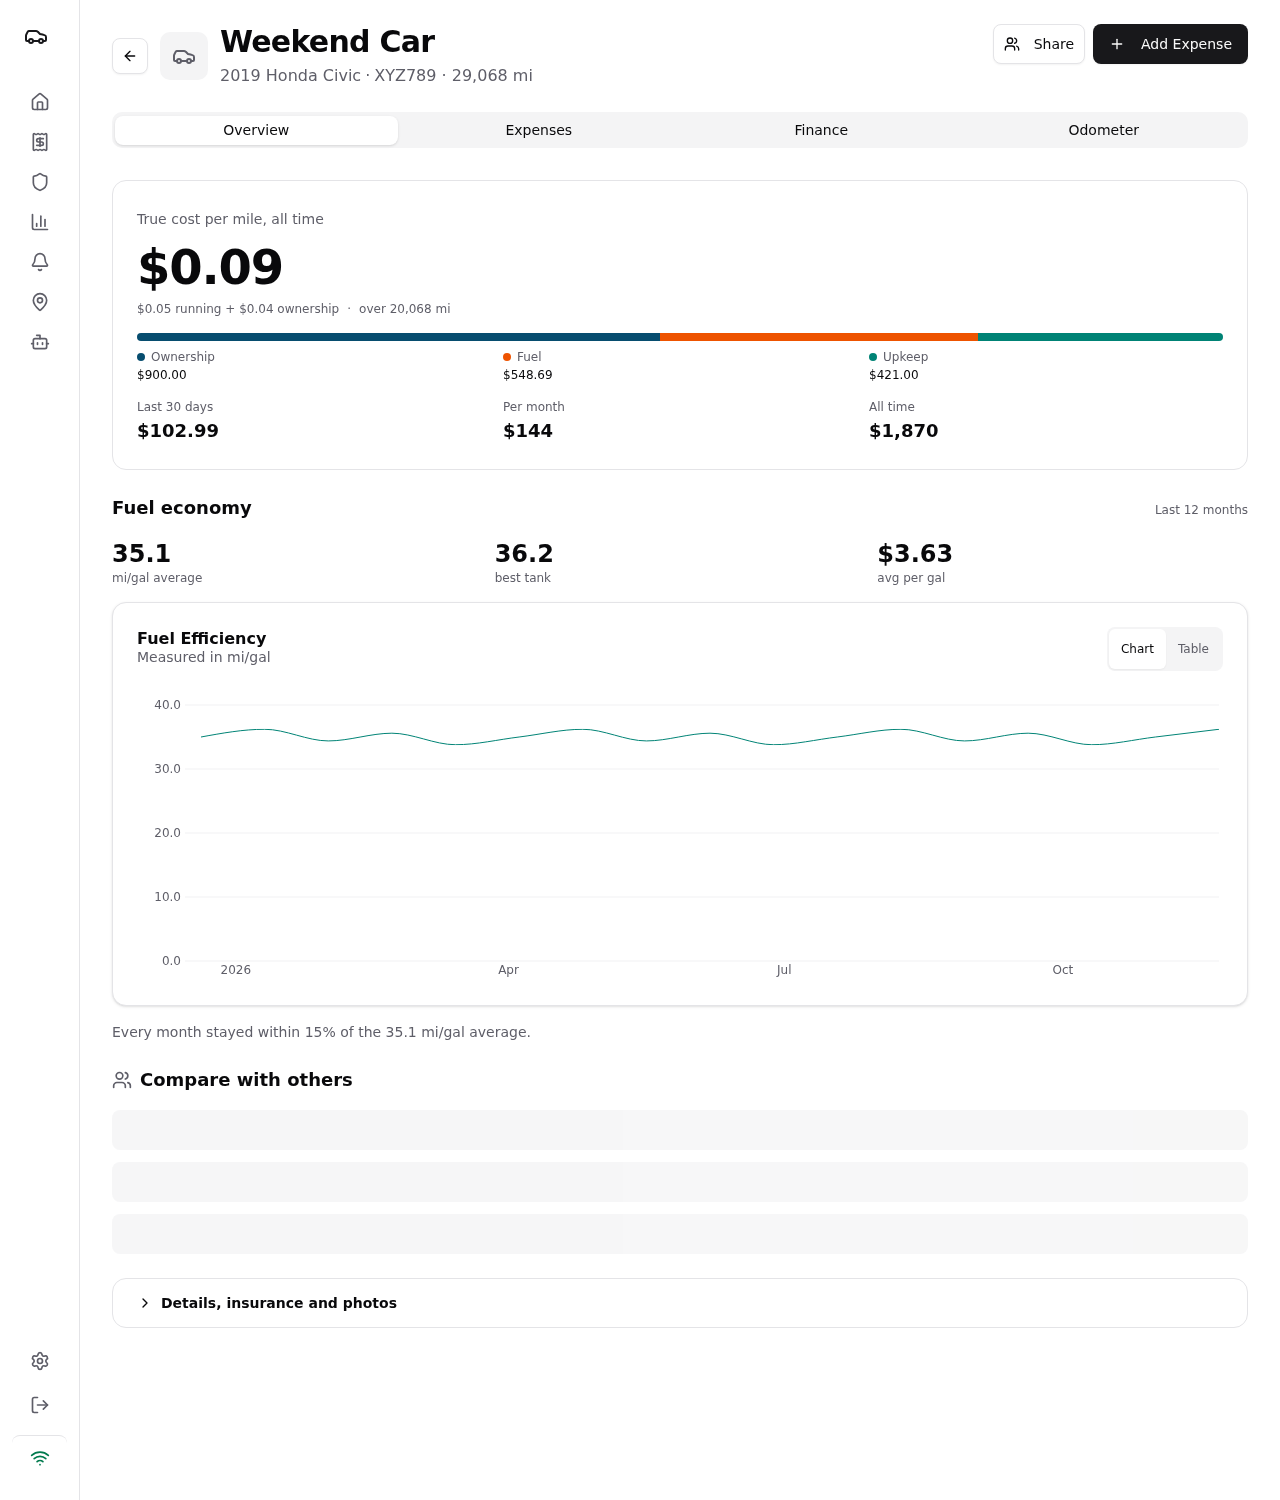 Weekend Car
2019 Honda Civic · XYZ789 · 29,068 mi
Share
Add Expense
Overview
Expenses
Finance
Odometer
True cost per mile, all time
$0.09
$0.05 running + $0.04 ownership · over 20,068 mi
Ownership
$900.00
Fuel
$548.69
Upkeep
$421.00
Last 30 days
$102.99
Per month
$144
All time
$1,870
Fuel economy
Last 12 months
35.1
mi/gal average
36.2
best tank
$3.63
avg per gal
Fuel Efficiency
Measured in mi/gal
Chart
Table
40.0
30.0
20.0
10.0
0.0
2026
Apr
Jul
Oct
Every month stayed within 15% of the 35.1 mi/gal average.
Compare with others
Details, insurance and photos